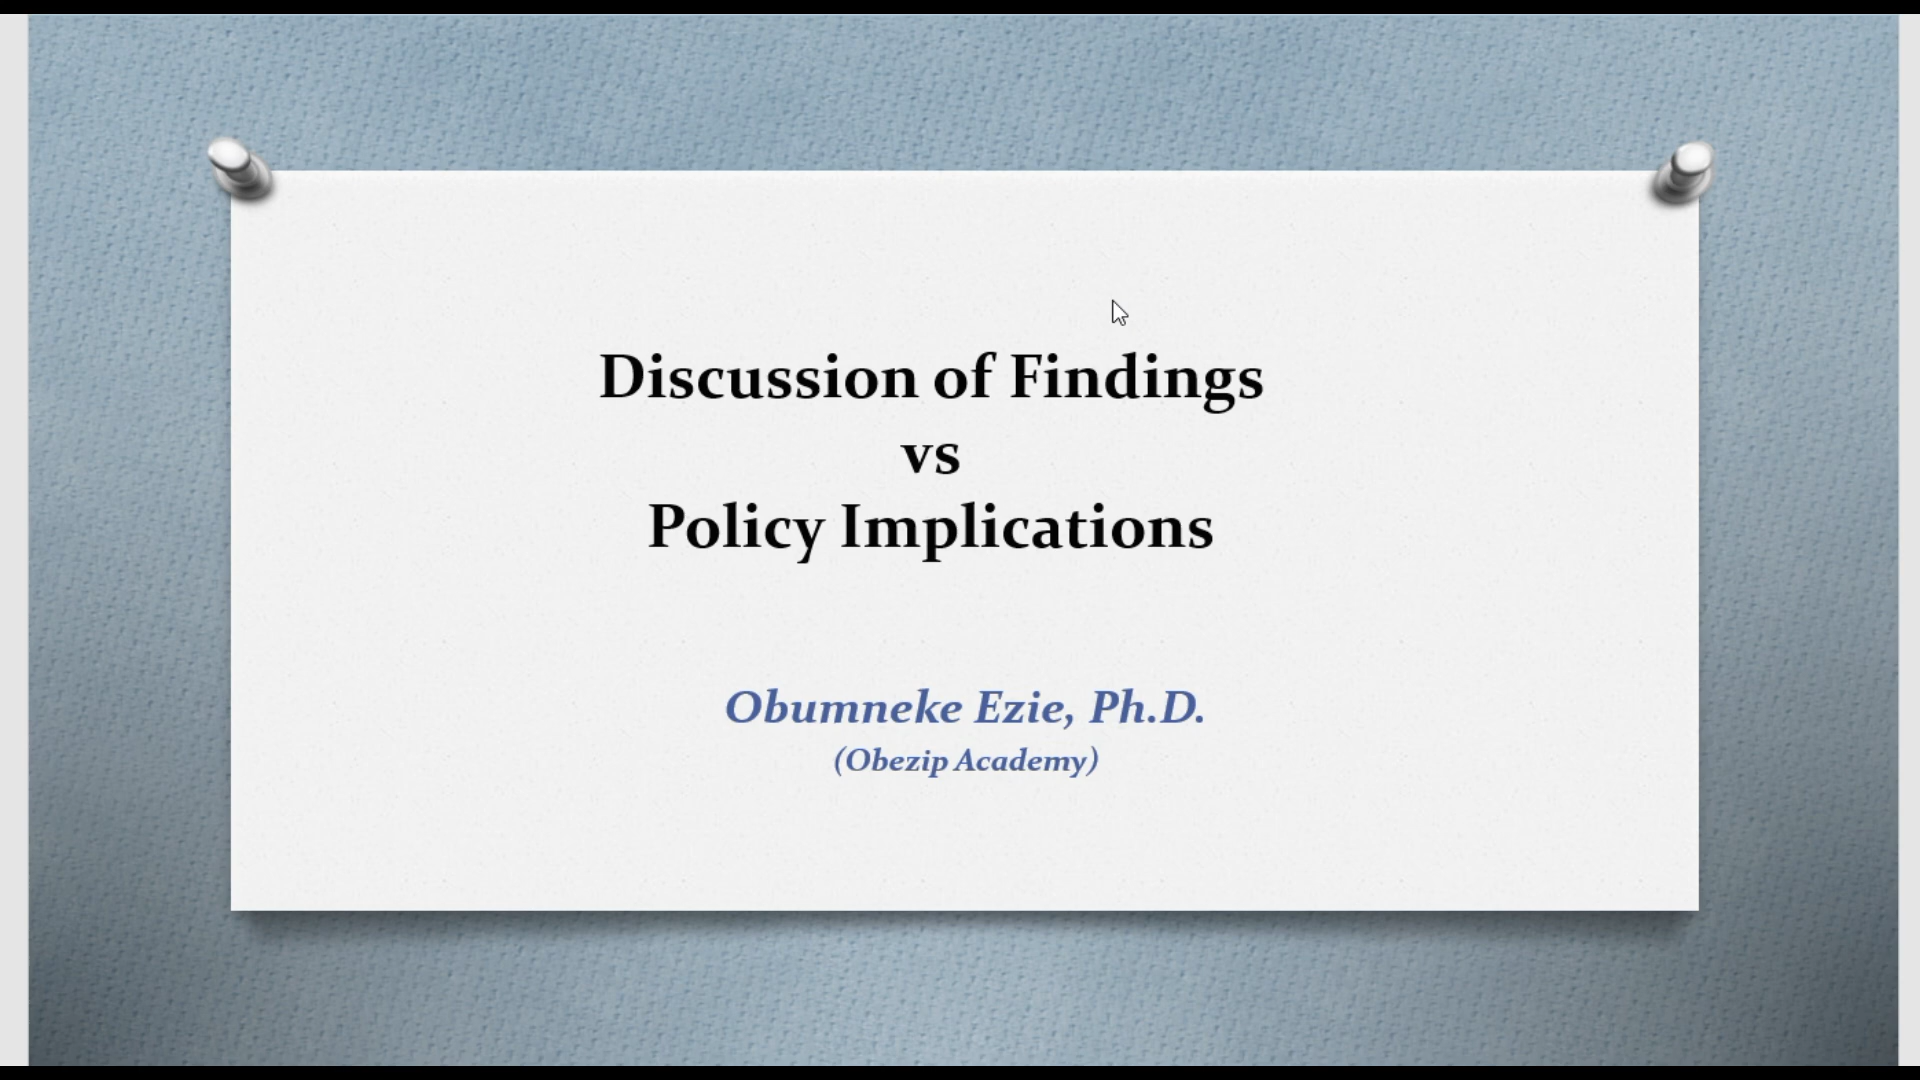 Discussion of Findings
vs
Policy Implications
Obumneke Ezie, Ph.D.
(Obezip Academy)